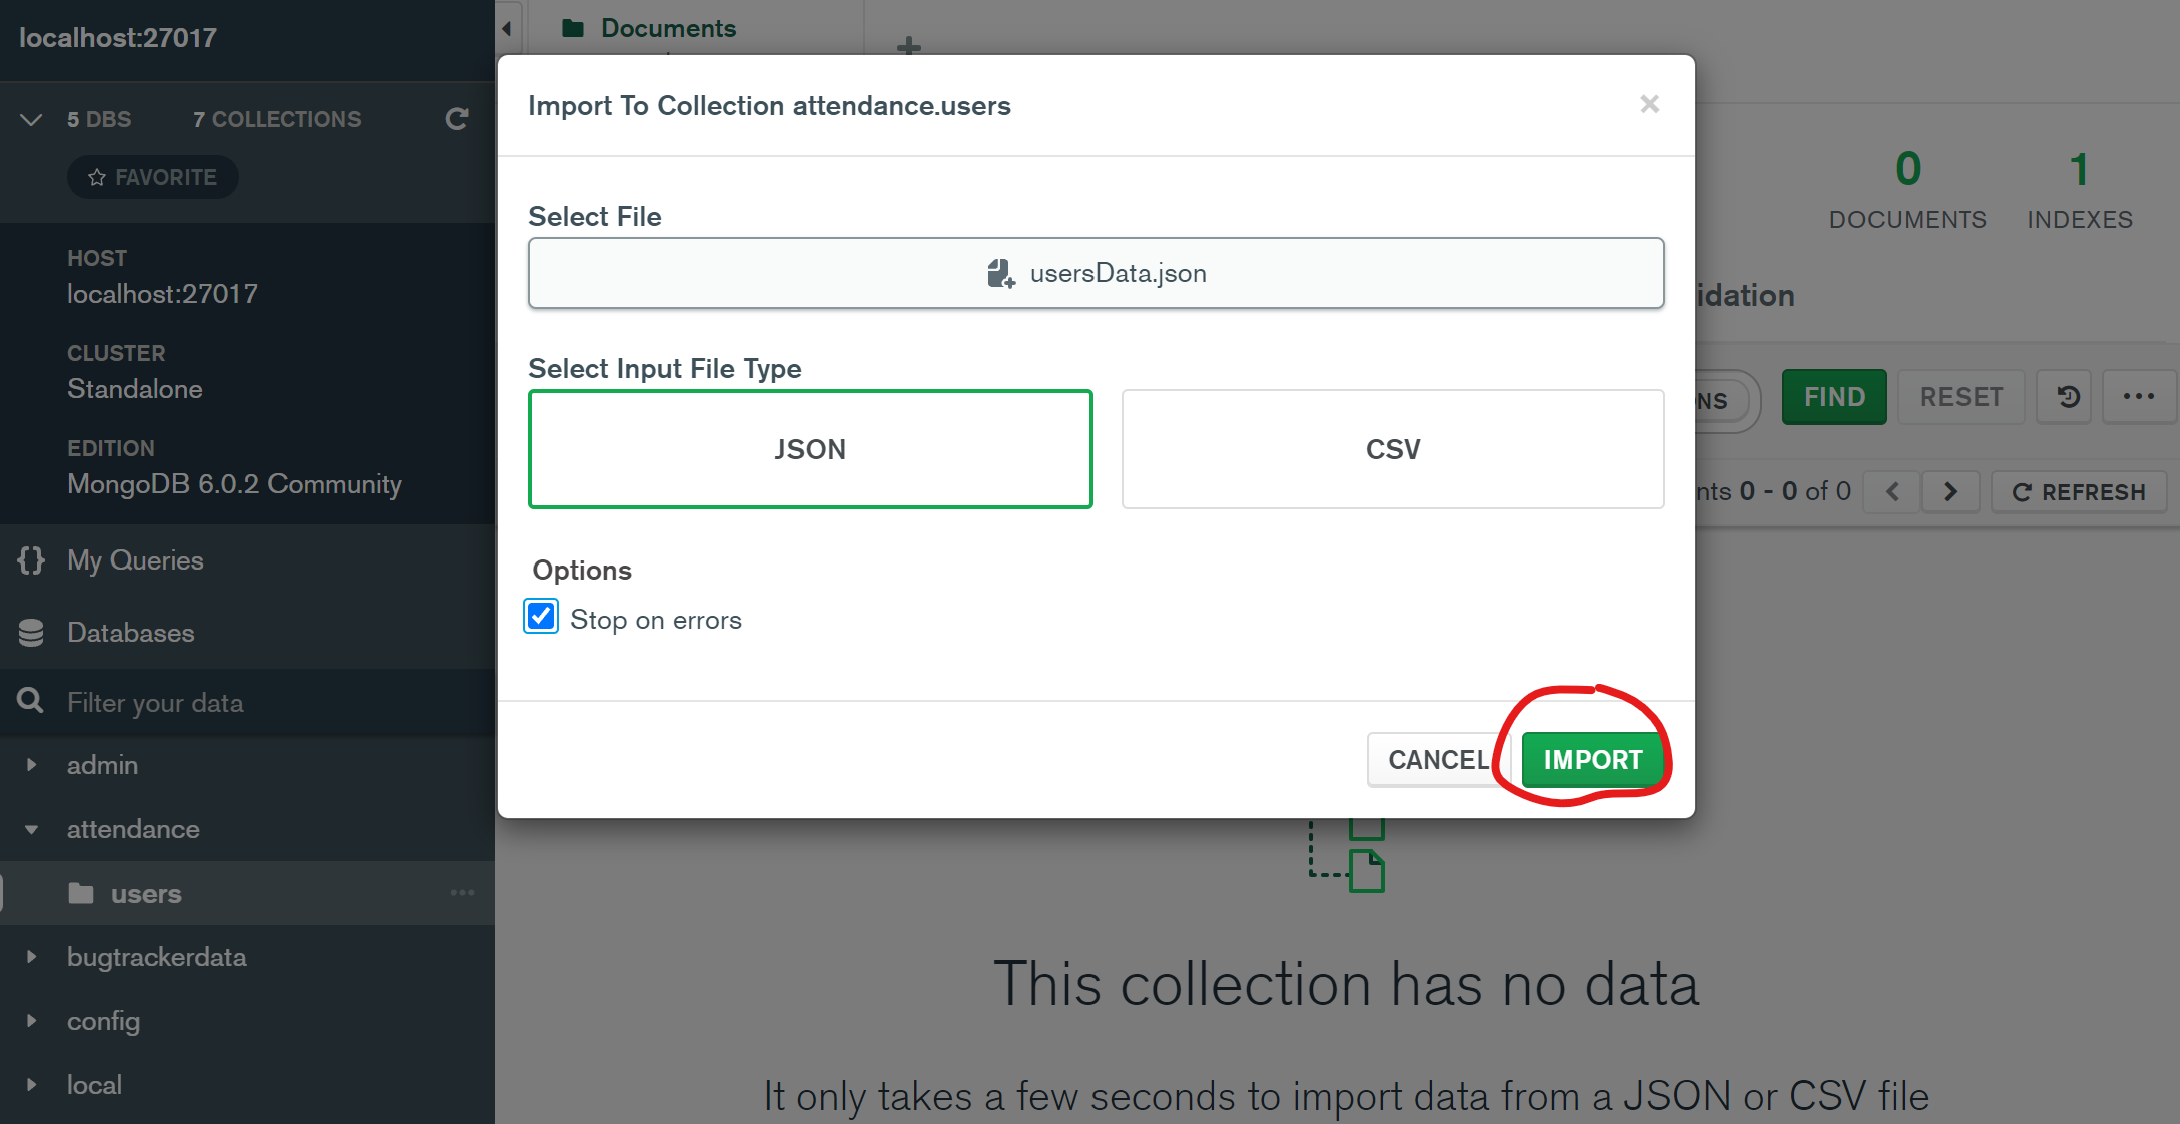 localhost:27017
5 DBS 7 COLLECTIONS
FAVORITE
HOST
localhost:27017
CLUSTER
Standalone
EDITION
MongoDB 6.0.2 Community
{} My Queries
Databases
Filter your data
admin
attendance
users
bugtrackerdata
config
local
Documents
Import To Collection attendance.users
Select File
usersData.json
Select Input File Type
JSON CSV
Options
Stop on errors
CANCEL IMPORT
0 1
DOCUMENTS INDEXES
idation
NS FIND RESET
nts 0 - 0 of 0 REFRESH
This collection has no data
It only takes a few seconds to import data from a JSON or CSV file